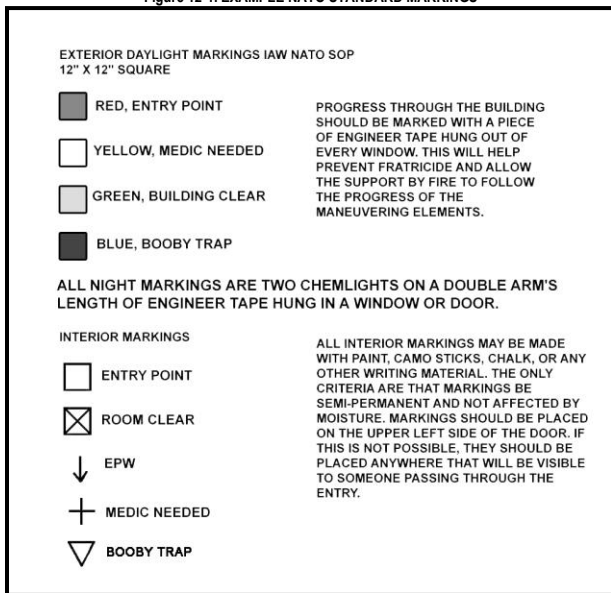 Figure 12-1. EXAMPLE NATO STANDARD MARKINGS
EXTERIOR DAYLIGHT MARKINGS IAW NATO SOP
12" X 12" SQUARE
RED, ENTRY POINT
YELLOW, MEDIC NEEDED
GREEN, BUILDING CLEAR
BLUE, BOOBY TRAP
PROGRESS THROUGH THE BUILDING
SHOULD BE MARKED WITH A PIECE
OF ENGINEER TAPE HUNG OUT OF
EVERY WINDOW. THIS WILL HELP
PREVENT FRATRICIDE AND ALLOW
THE SUPPORT BY FIRE TO FOLLOW
THE PROGRESS OF THE
MANEUVERING ELEMENTS.
ALL NIGHT MARKINGS ARE TWO CHEMLIGHTS ON A DOUBLE ARM'S
LENGTH OF ENGINEER TAPE HUNG IN A WINDOW OR DOOR.
INTERIOR MARKINGS
ENTRY POINT
ROOM CLEAR
EPW
MEDIC NEEDED
BOOBY TRAP
ALL INTERIOR MARKINGS MAY BE MADE
WITH PAINT, CAMO STICKS, CHALK, OR ANY
OTHER WRITING MATERIAL. THE ONLY
CRITERIA ARE THAT MARKINGS BE
SEMI-PERMANENT AND NOT AFFECTED BY
MOISTURE. MARKINGS SHOULD BE PLACED
ON THE UPPER LEFT SIDE OF THE DOOR. IF
THIS IS NOT POSSIBLE, THEY SHOULD BE
PLACED ANYWHERE THAT WILL BE VISIBLE
TO SOMEONE PASSING THROUGH THE
ENTRY.